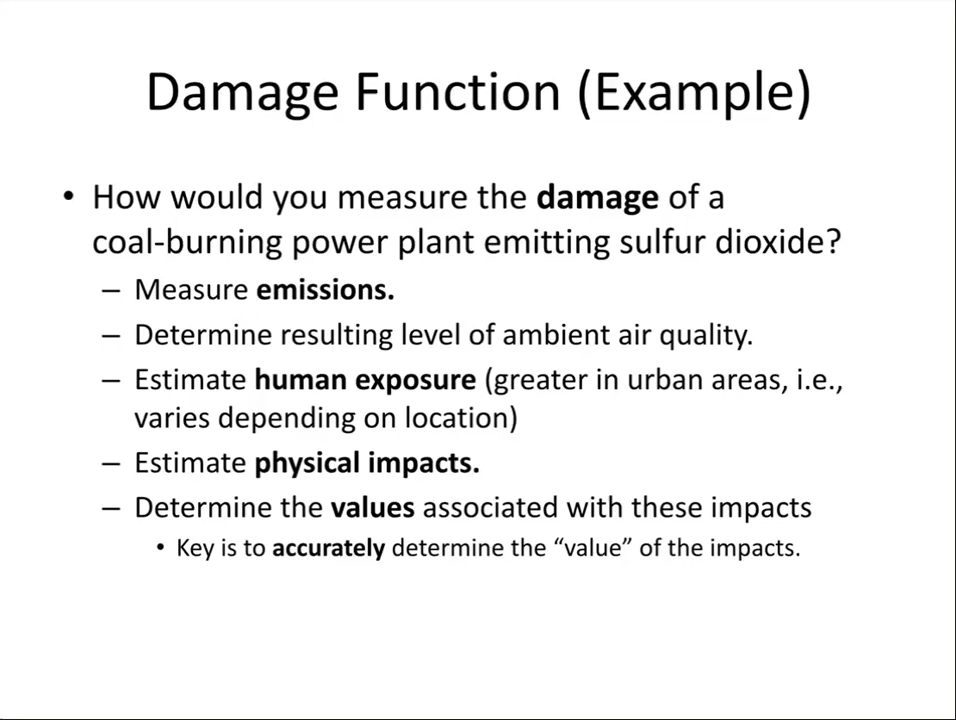 Damage Function (Example)
• How would you measure the damage of a
coal-burning power plant emitting sulfur dioxide?
– Measure emissions.
– Determine resulting level of ambient air quality.
– Estimate human exposure (greater in urban areas, i.e.,
varies depending on location)
– Estimate physical impacts.
– Determine the values associated with these impacts
• Key is to accurately determine the “value” of the impacts.